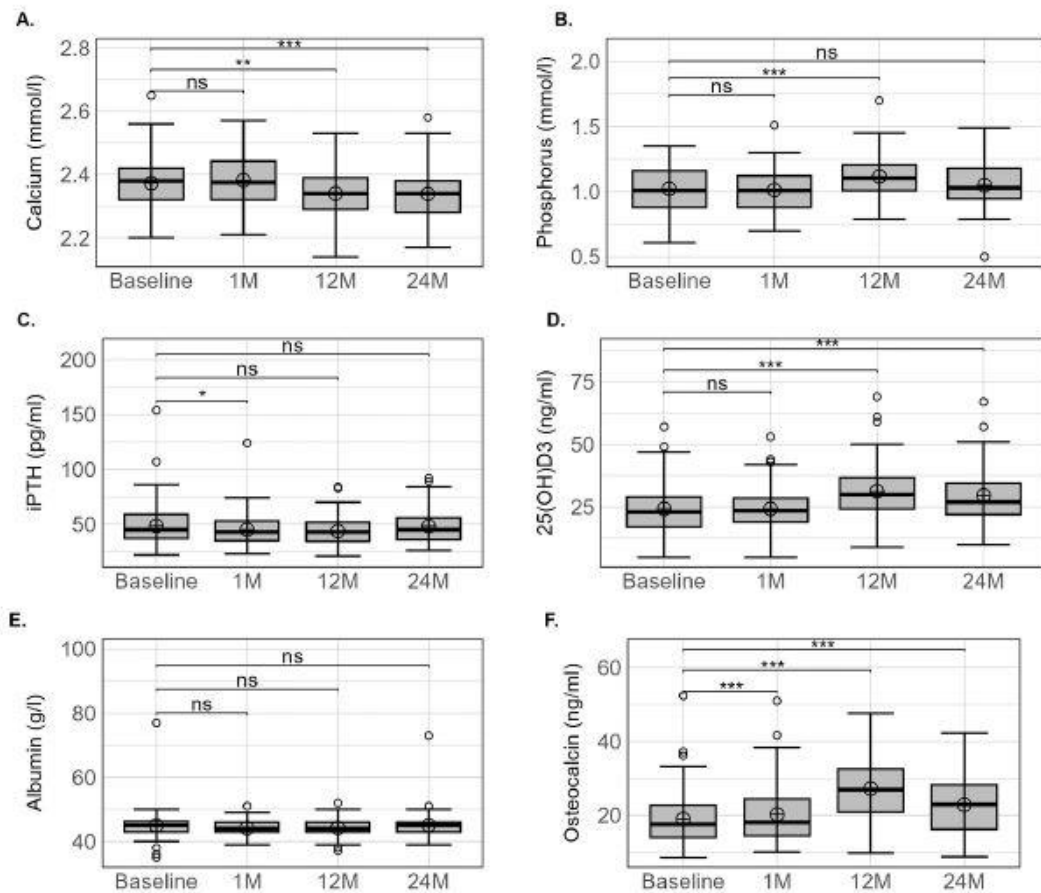 A.
Calcium (mmol/l)
2.8
2.6
2.4
2.2
***
**
ns
Baseline 1M 12M 24M
B.
Phosphorus (mmol/l)
2.0
1.5
1.0
0.5
ns
***
ns
Baseline 1M 12M 24M
C.
iPTH (pg/ml)
200
150
100
50
ns
ns
*
Baseline 1M 12M 24M
D.
25(OH)D3 (ng/ml)
75
50
25
***
***
ns
Baseline 1M 12M 24M
E.
Albumin (g/l)
100
80
60
40
ns
ns
ns
Baseline 1M 12M 24M
F.
Osteocalcin (ng/ml)
60
40
20
***
***
***
Baseline 1M 12M 24M